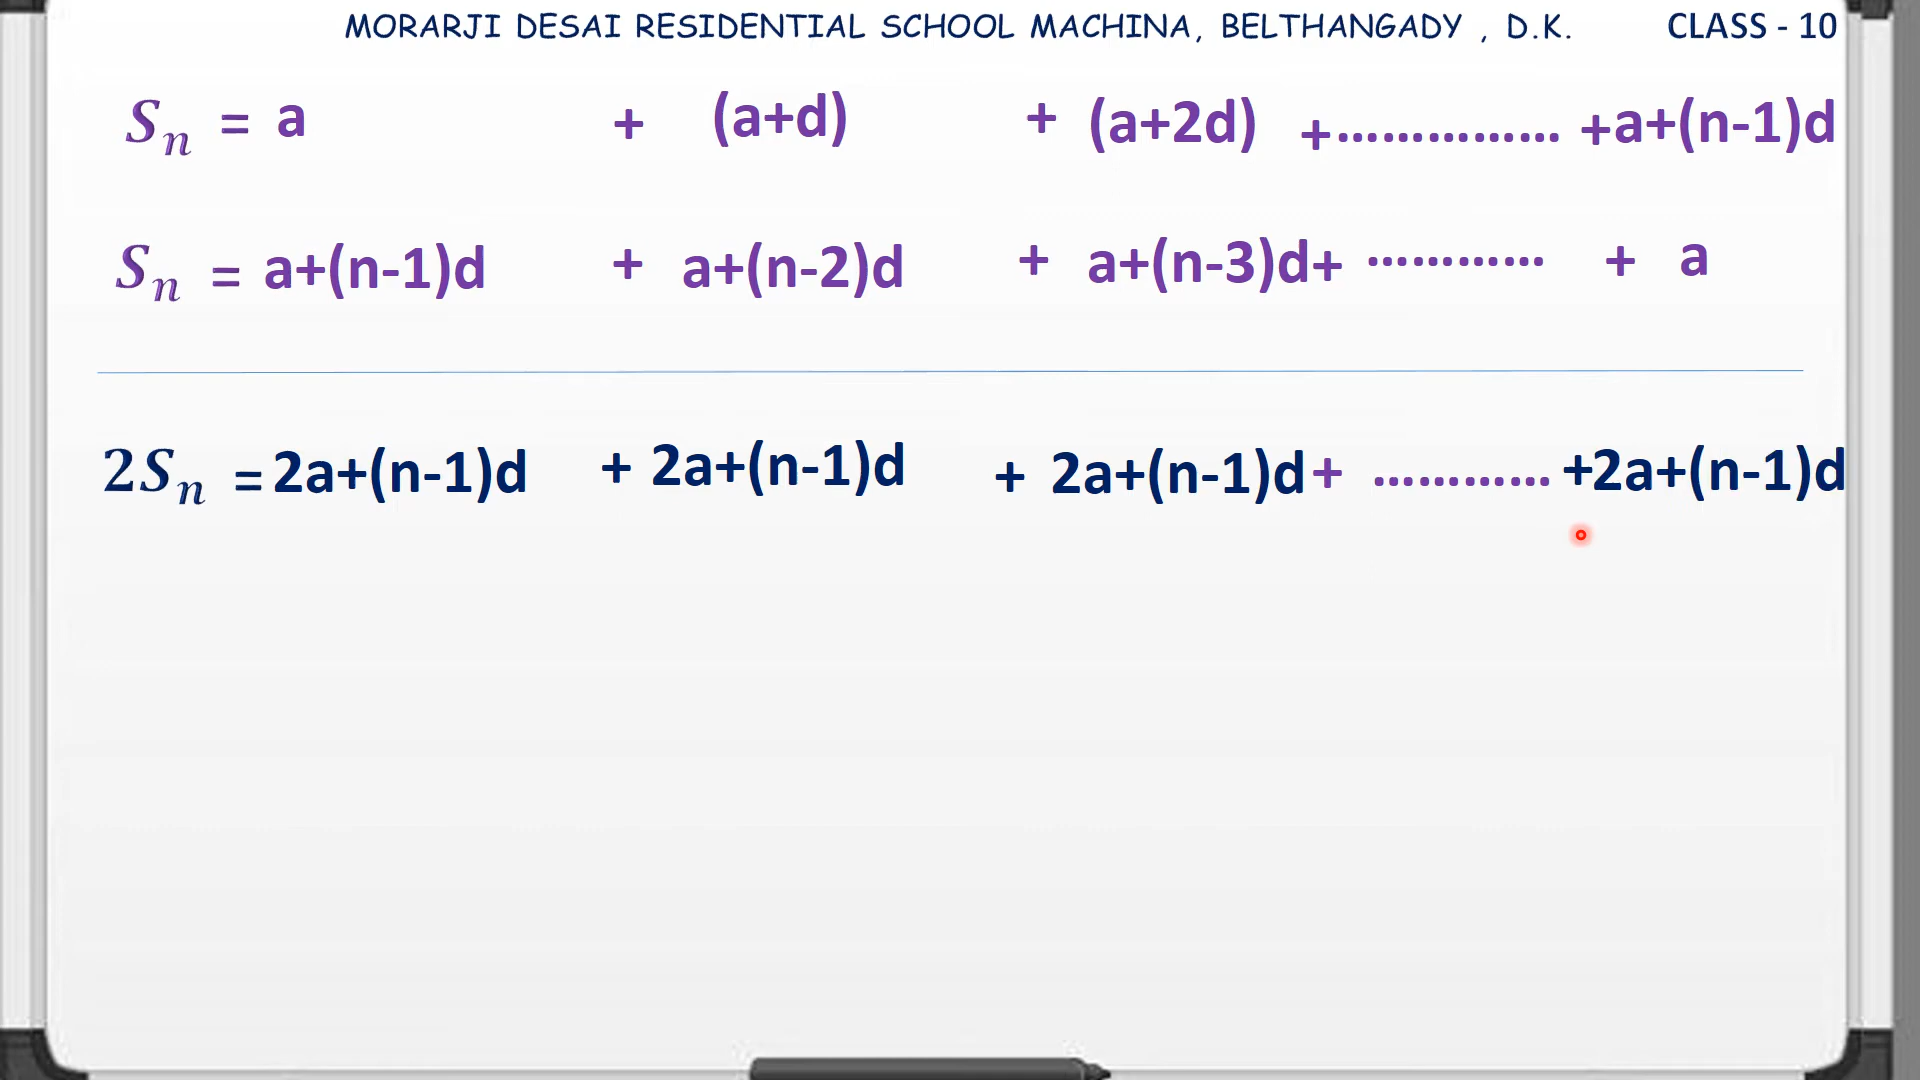 MORARJI DESAI RESIDENTIAL SCHOOL MACHINA, BELTHANGADY , D.K. CLASS - 10
Sₙ = a + (a+d) + (a+2d) +............... +a+(n-1)d
Sₙ = a+(n-1)d + a+(n-2)d + a+(n-3)d+ ............ + a
2Sₙ =2a+(n-1)d + 2a+(n-1)d + 2a+(n-1)d+ ............ +2a+(n-1)d